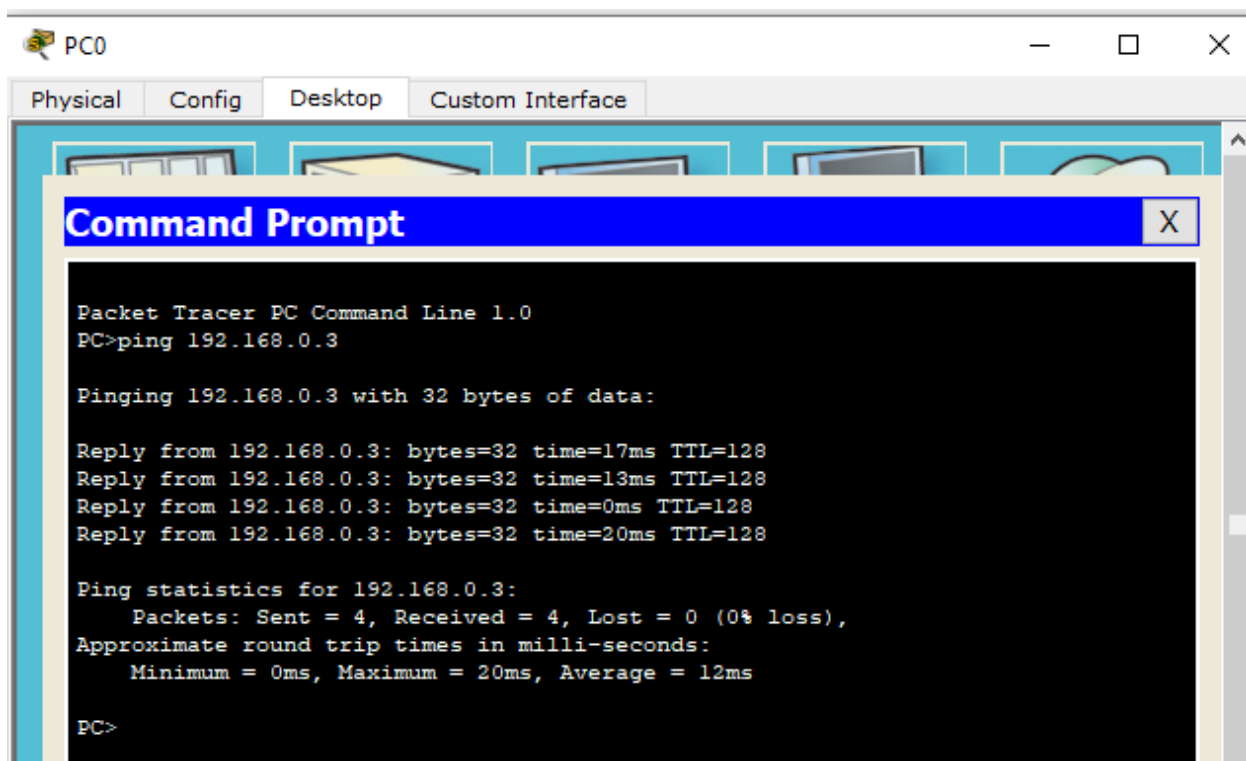 PC0
Physical Config Desktop Custom Interface
Command Prompt X
Packet Tracer PC Command Line 1.0
PC>ping 192.168.0.3
Pinging 192.168.0.3 with 32 bytes of data:
Reply from 192.168.0.3: bytes=32 time=17ms TTL=128
Reply from 192.168.0.3: bytes=32 time=13ms TTL=128
Reply from 192.168.0.3: bytes=32 time=0ms TTL=128
Reply from 192.168.0.3: bytes=32 time=20ms TTL=128
Ping statistics for 192.168.0.3:
Packets: Sent = 4, Received = 4, Lost = 0 (0% loss),
Approximate round trip times in milli-seconds:
Minimum = 0ms, Maximum = 20ms, Average = 12ms
PC>